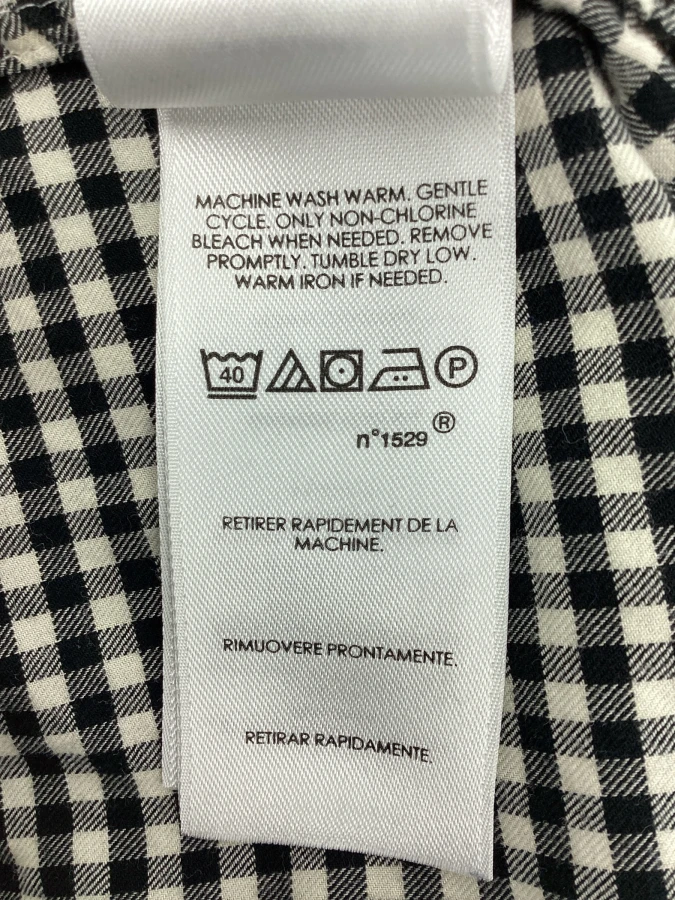 MACHINE WASH WARM. GENTLE
CYCLE. ONLY NON-CHLORINE
BLEACH WHEN NEEDED. REMOVE
PROMPTLY. TUMBLE DRY LOW.
WARM IRON IF NEEDED.
40 P
n°1529®
RETIRER RAPIDEMENT DE LA
MACHINE.
RIMUOVERE PRONTAMENTE.
RETIRAR RAPIDAMENTE.